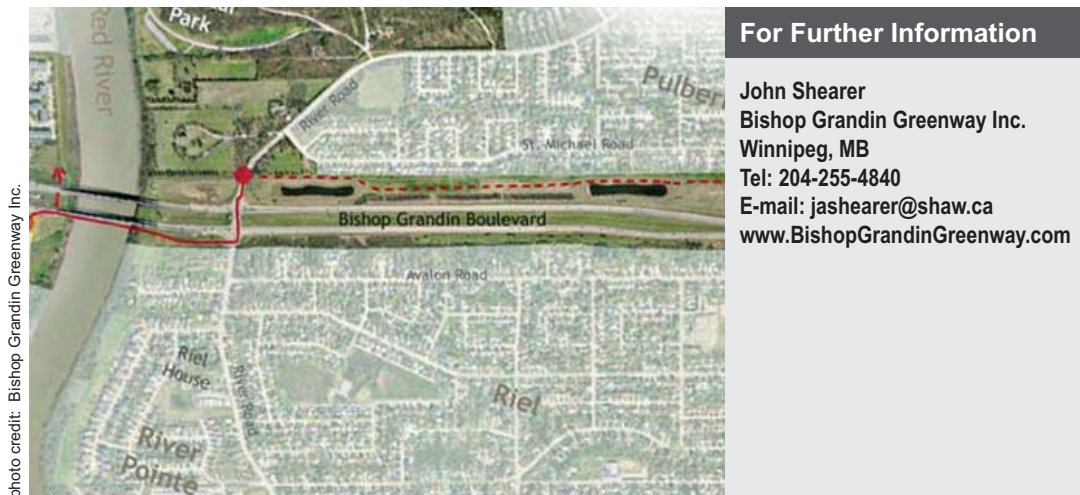 Park
Red River
River Road
Pulber
St. Michael Road
Bishop Grandin Boulevard
Avalon Road
Riel
House
River Road
Riel
River
Pointe
photo credit: Bishop Grandin Greenway Inc.
For Further Information
John Shearer
Bishop Grandin Greenway Inc.
Winnipeg, MB
Tel: 204-255-4840
E-mail: jashearer@shaw.ca
www.BishopGrandinGreenway.com